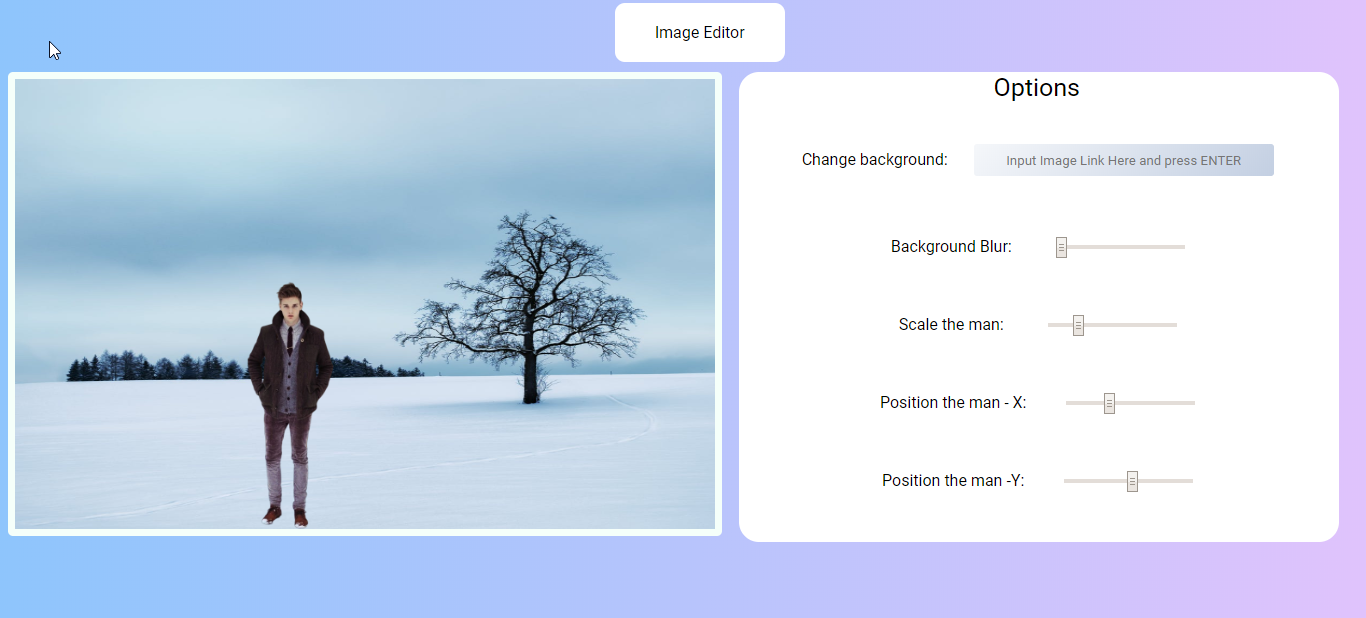 Image Editor
Options
Change background:
Input Image Link Here and press ENTER
Background Blur:
Scale the man:
Position the man - X:
Position the man -Y: